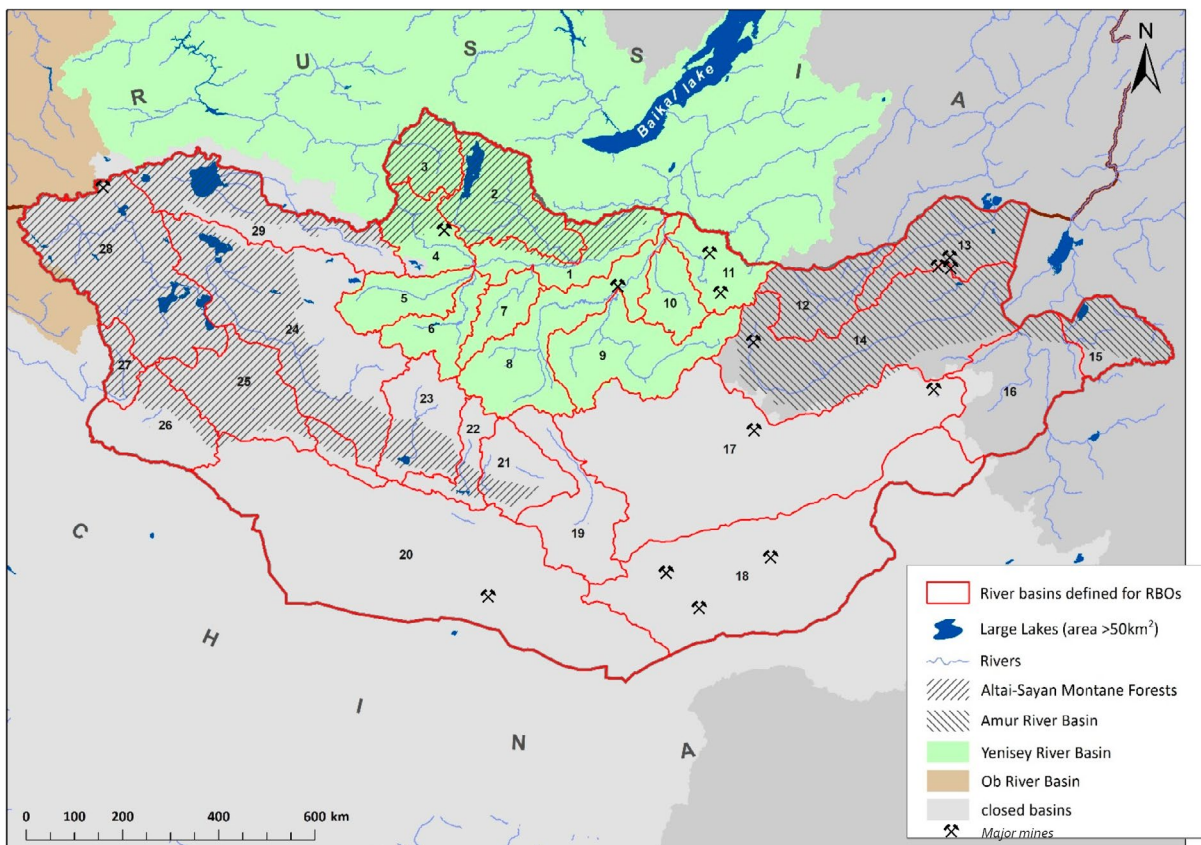 R U S S I A
Baikal lake
N
3
2
29
28
4
1
11
13
5
7
10
12
24
6
14
8
9
15
27
25
23
16
26
22
17
21
19
20
18
C H I N A
0 100 200 400 600 km
River basins defined for RBOs
Large Lakes (area >50km²)
Rivers
Altai-Sayan Montane Forests
Amur River Basin
Yenisey River Basin
Ob River Basin
closed basins
Major mines